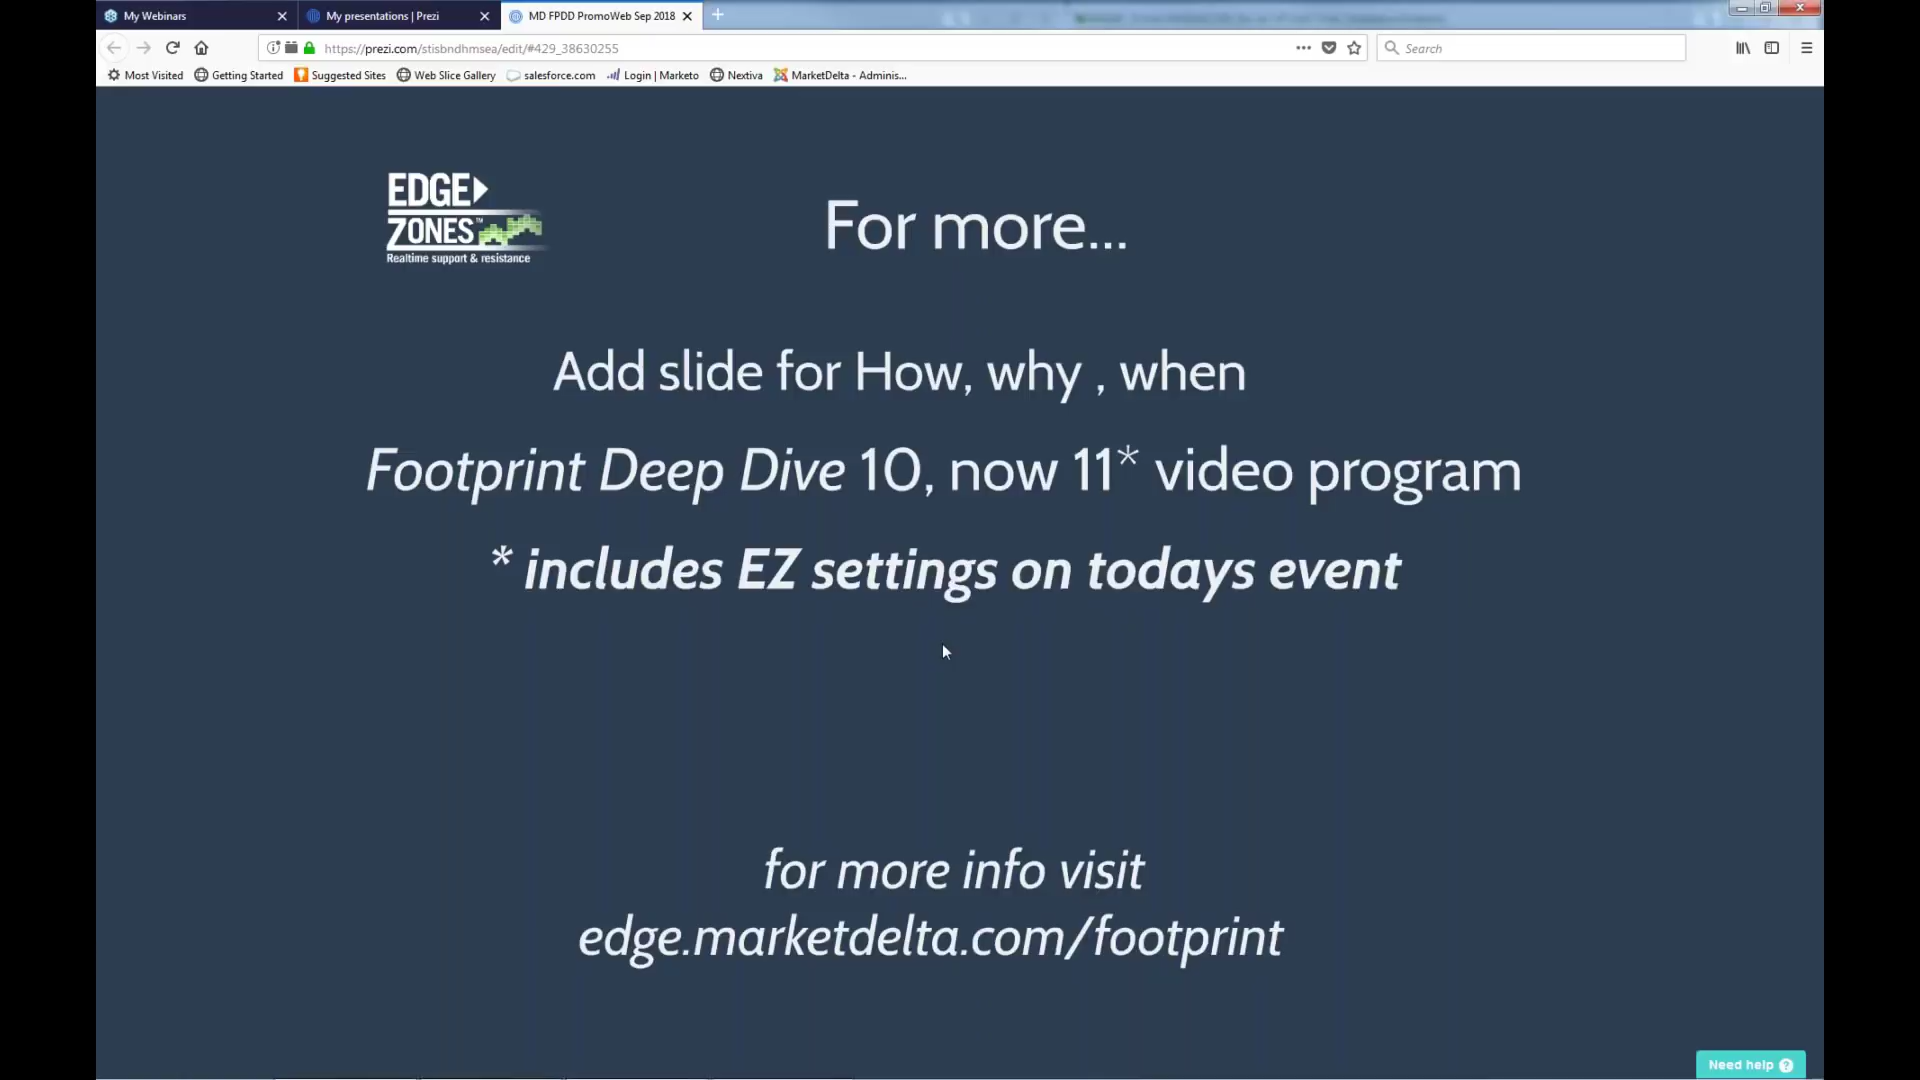 My Webinars
My presentations | Prezi
MD FPDD PromoWeb Sep 2018
https://prezi.com/stisbndhmsea/edit/#429_38630255
Search
Most Visited
Getting Started
Suggested Sites
Web Slice Gallery
salesforce.com
Login | Marketo
Nextiva
MarketDelta - Adminis...
EDGE
ZONES™
Realtime support & resistance
For more...
Add slide for How, why , when
Footprint Deep Dive 10, now 11* video program
* includes EZ settings on todays event
for more info visit
edge.marketdelta.com/footprint
Need help ?